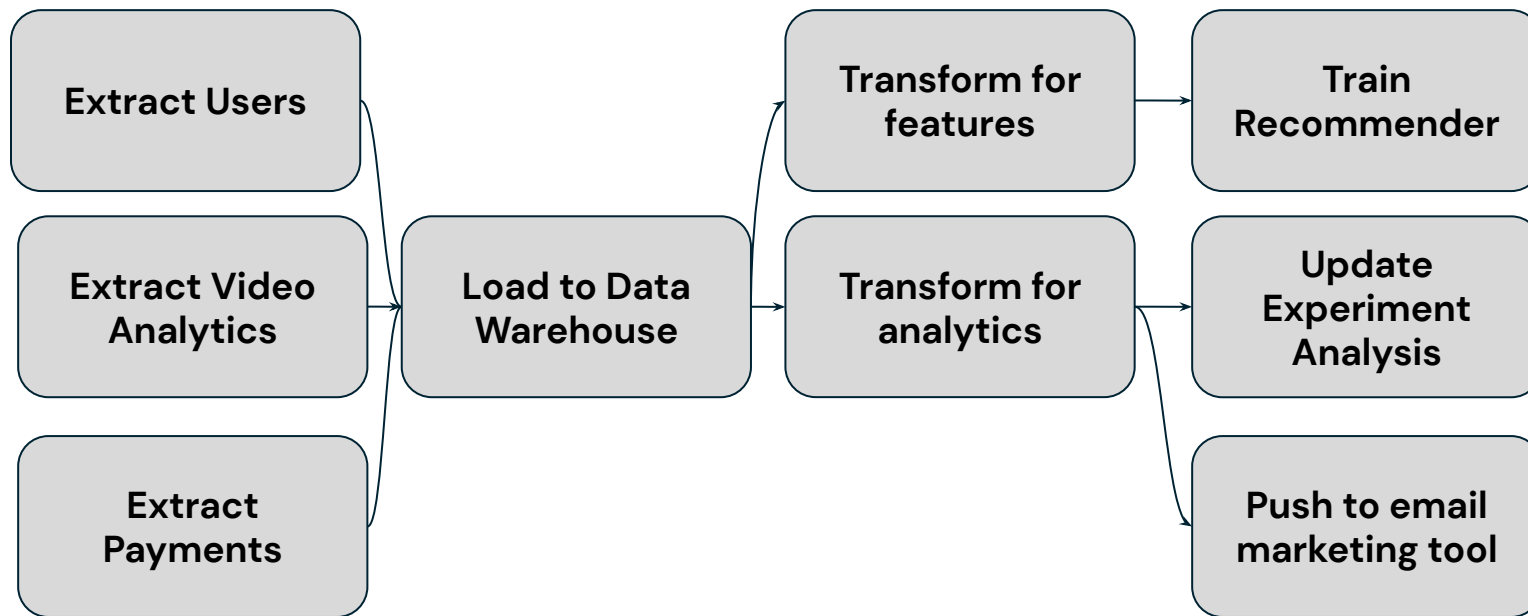 Extract Users
Extract Video
Analytics
Extract
Payments
Load to Data
Warehouse
Transform for
features
Transform for
analytics
Train
Recommender
Update
Experiment
Analysis
Push to email
marketing tool